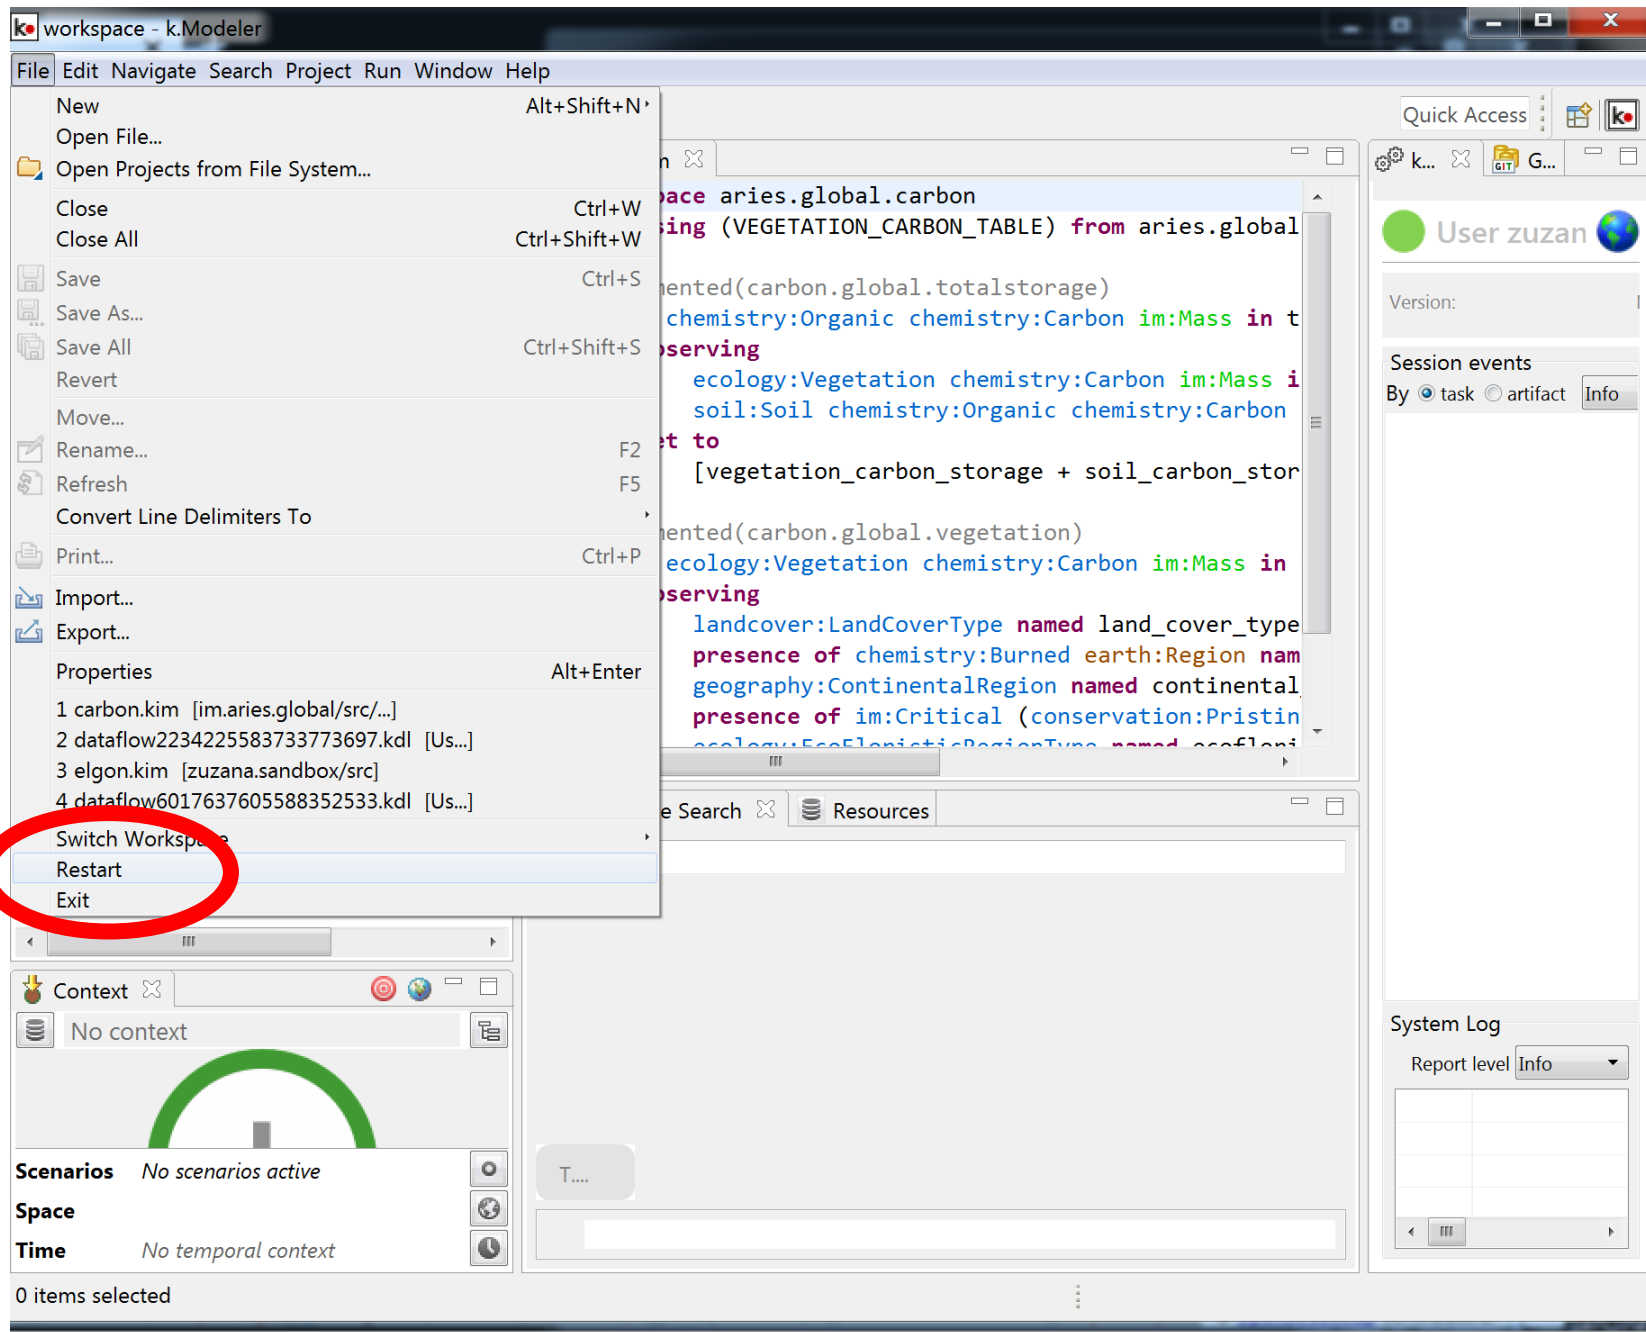 workspace - k.Modeler
File Edit Navigate Search Project Run Window Help
New Alt+Shift+N
Open File...
Open Projects from File System...
Close Ctrl+W
Close All Ctrl+Shift+W
Save Ctrl+S
Save As...
Save All Ctrl+Shift+S
Revert
Move...
Rename... F2
Refresh F5
Convert Line Delimiters To
Print... Ctrl+P
Import...
Export...
Properties Alt+Enter
1 carbon.kim [im.aries.global/src/...]
2 dataflow2234225583733773697.kdl [Us...]
3 elgon.kim [zuzana.sandbox/src]
4 dataflow6017637605588352533.kdl [Us...]
Switch Workspace
Restart
Exit
Quick Access
k... GIT G...
pace aries.global.carbon
sing (VEGETATION_CARBON_TABLE) from aries.global
ented(carbon.global.totalstorage)
chemistry:Organic chemistry:Carbon im:Mass in t
serving
ecology:Vegetation chemistry:Carbon im:Mass i
soil:Soil chemistry:Organic chemistry:Carbon
et to
[vegetation_carbon_storage + soil_carbon_stor
ented(carbon.global.vegetation)
ecology:Vegetation chemistry:Carbon im:Mass in
serving
landcover:LandCoverType named land_cover_type
presence of chemistry:Burned earth:Region nam
geography:ContinentalRegion named continental_
presence of im:Critical (conservation:Pristin
ecology:EcoFloristicRegionType named ecoflori
e Search Resources
T....
User zuzan
Version:
Session events
By task artifact Info
System Log
Report level Info
Context
No context
Scenarios No scenarios active
Space
Time No temporal context
0 items selected